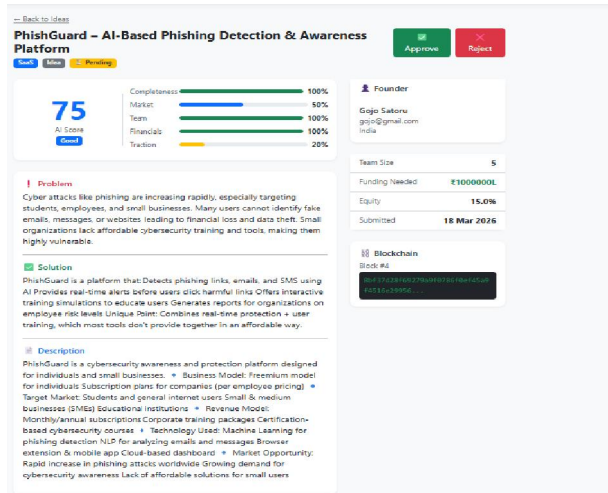 ← Back to Ideas
PhishGuard – AI-Based Phishing Detection & Awareness
Platform
SaaS Idea Pending
Approve
Reject
75
AI Score
Good
Completeness 100%
Market 50%
Team 100%
Financials 100%
Traction 20%
Problem
Cyber attacks like phishing are increasing rapidly, especially targeting
students, employees, and small businesses. Many users cannot identify fake
emails, messages, or websites leading to financial loss and data theft. Small
organizations lack affordable cybersecurity training and tools, making them
highly vulnerable.
Solution
PhishGuard is a platform that: Detects phishing links, emails, and SMS using
AI Provides real-time alerts before users click harmful links Offers interactive
training simulations to educate users Generates reports for organizations on
employee risk levels Unique Point: Combines real-time protection + user
training, which most tools don't provide together in an affordable way.
Description
PhishGuard is a cybersecurity awareness and protection platform designed
for individuals and small businesses. • Business Model: Freemium model
for individuals Subscription plans for companies (per employee pricing) •
Target Market: Students and general internet users Small & medium
businesses (SMEs) Educational institutions • Revenue Model:
Monthly/annual subscriptions Corporate training packages Certification-
based cybersecurity courses • Technology Used: Machine Learning for
phishing detection NLP for analyzing emails and messages Browser
extension & mobile app Cloud-based dashboard • Market Opportunity:
Rapid increase in phishing attacks worldwide Growing demand for
cybersecurity awareness Lack of affordable solutions for small users
Founder
Gojo Satoru
gojo@gmail.com
India
Team Size 5
Funding Needed ₹1000000L
Equity 15.0%
Submitted 18 Mar 2026
Blockchain
Block #4